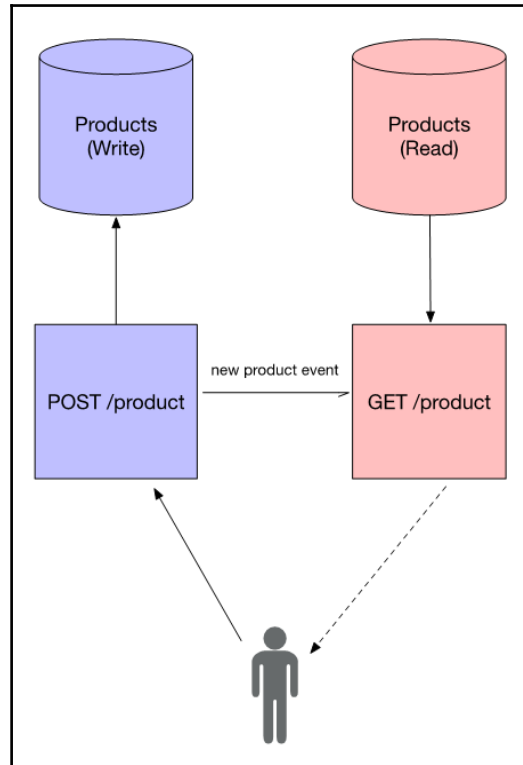 Products
(Write)
Products
(Read)
new product event
POST /product
GET /product